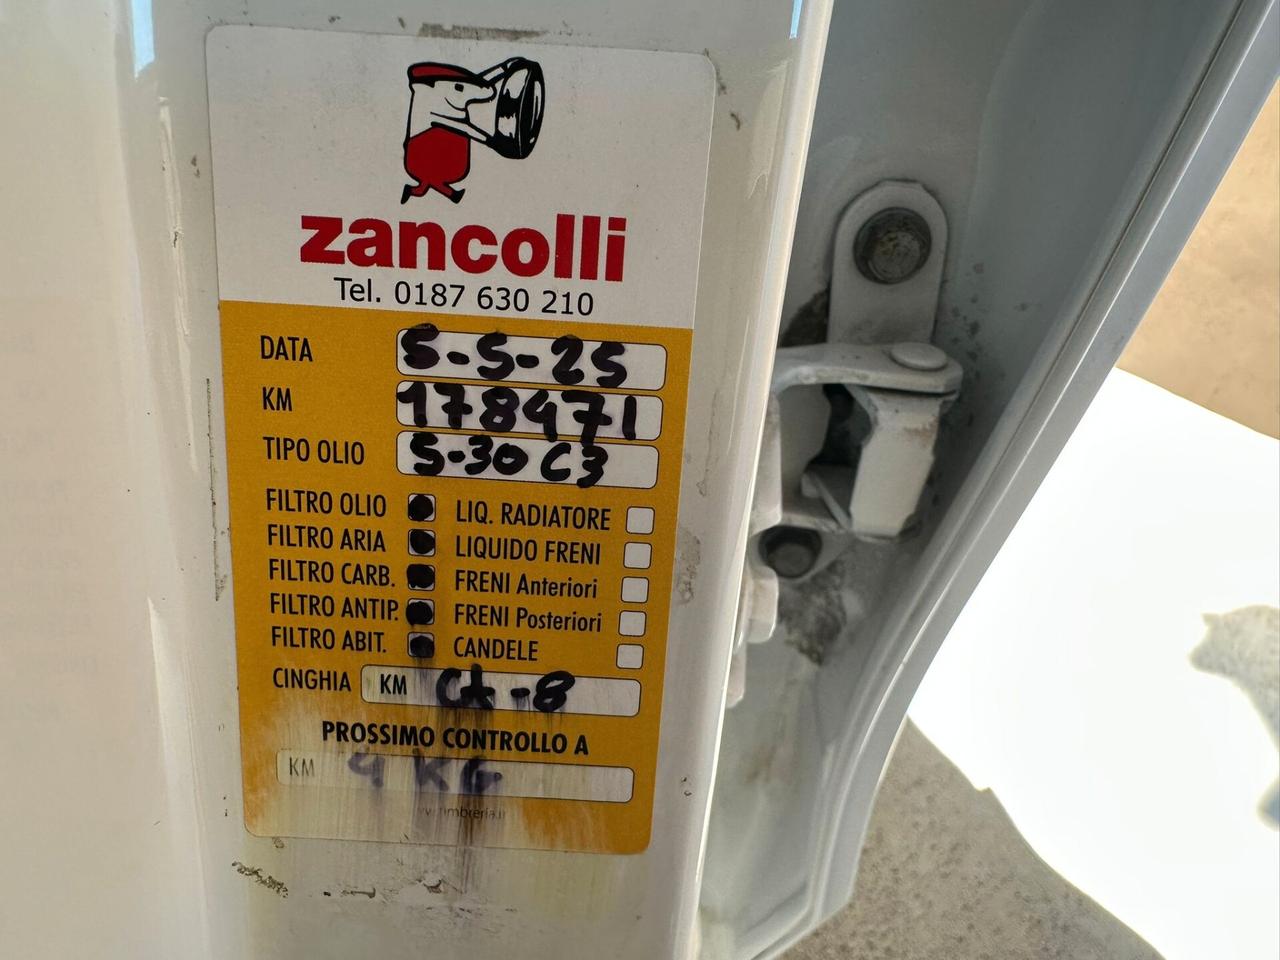 zancolli
Tel. 0187 630 210
DATA 5-5-25
KM 178471
TIPO OLIO 5-30 C3
FILTRO OLIO LIQ. RADIATORE
FILTRO ARIA LIQUIDO FRENI
FILTRO CARB. FRENI Anteriori
FILTRO ANTIP. FRENI Posteriori
FILTRO ABIT. CANDELE
CINGHIA KM
PROSSIMO CONTROLLO A
KM 4 KG